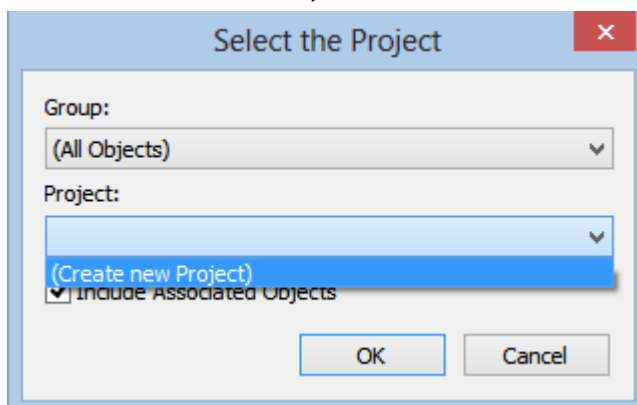 Select the Project
Group:
(All Objects)
Project:
(Create new Project)
Include Associated Objects
OK Cancel